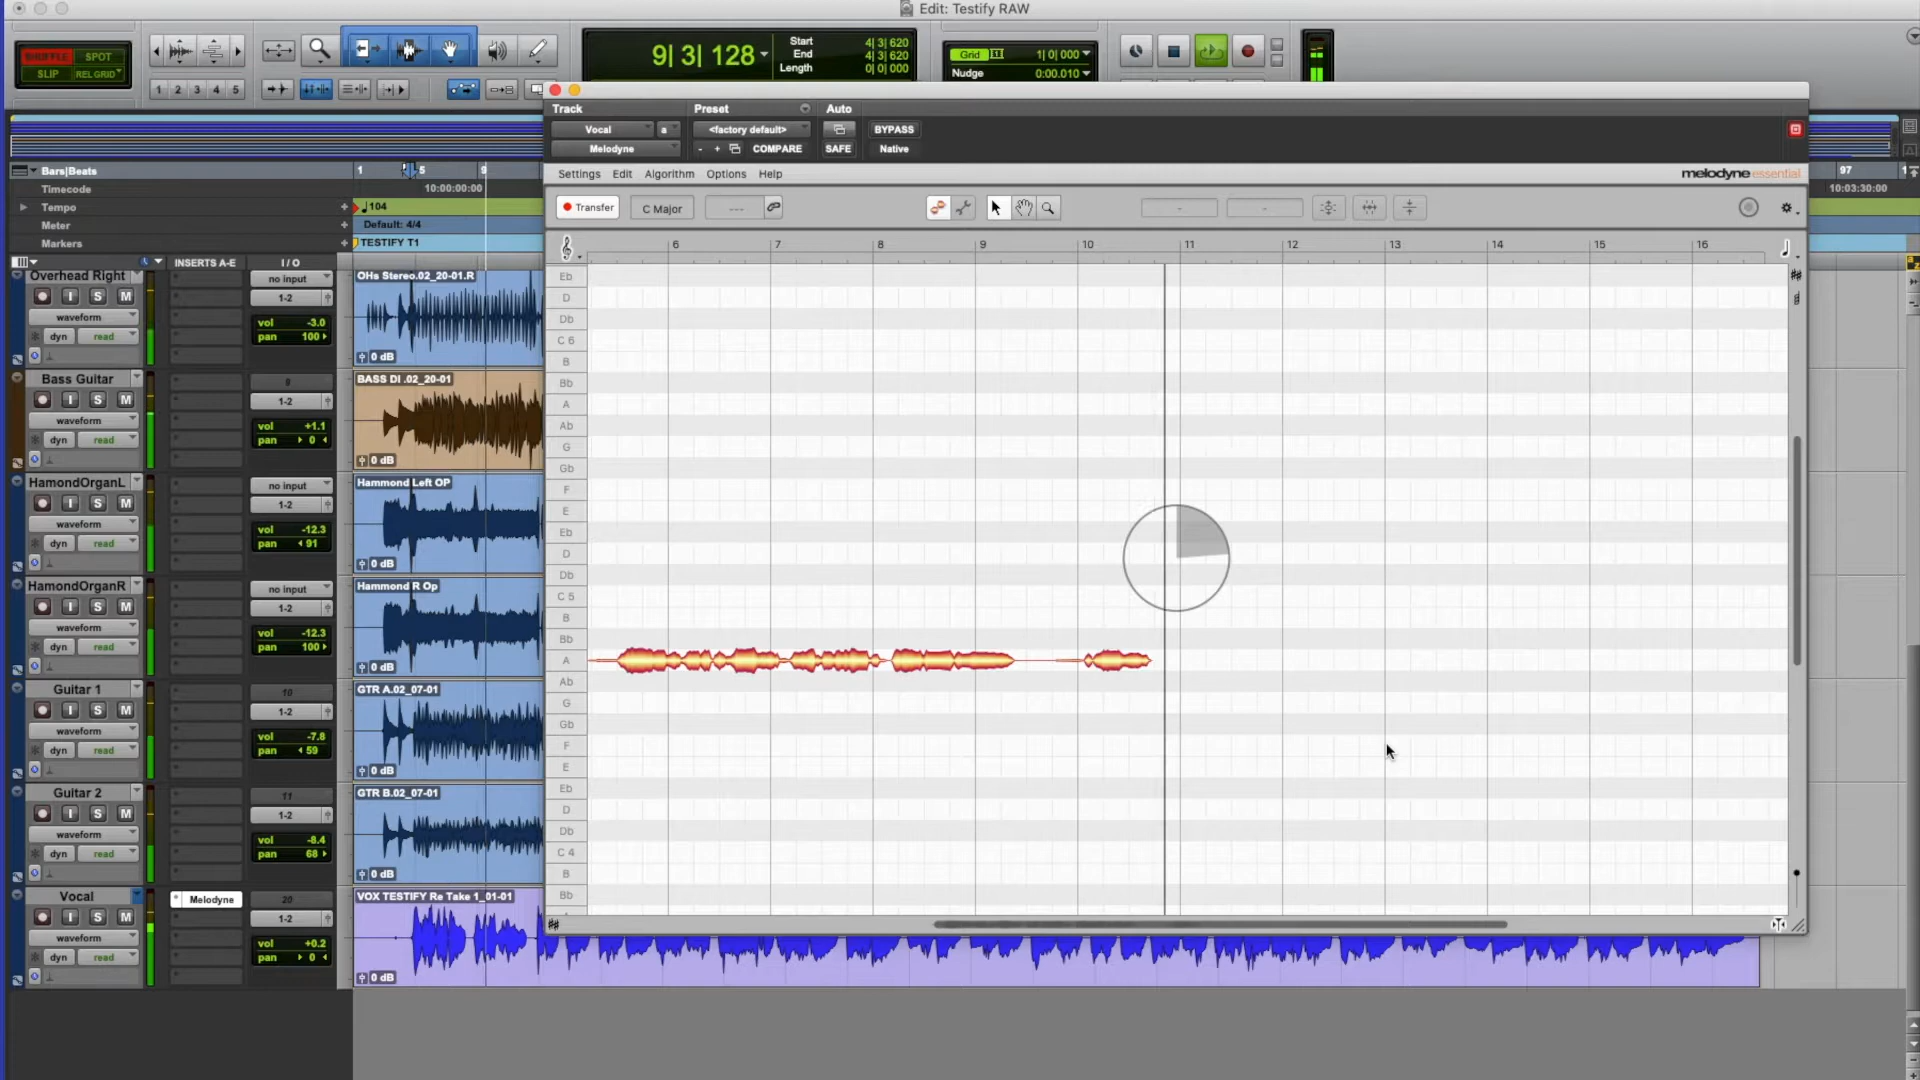 Edit: Testify RAW
SHUFFLE SPOT
SLIP REL GRID
1 2 3 4 5
9| 3| 128
Start 4| 3| 620
End 4| 3| 620
Length 0| 0| 000
Grid 1| 0| 000
Nudge 0:00.010
Track Preset Auto
Vocal a <factory default> BYPASS
Melodyne - + COMPARE SAFE Native
Settings Edit Algorithm Options Help
melodyne essential
Transfer C Major --- - -
6 7 8 9 10 11 12 13 14 15 16
Eb
D
Db
C 6
B
Bb
A
Ab
G
Gb
F
E
Eb
D
Db
C 5
B
Bb
A
Ab
G
Gb
F
E
Eb
D
Db
C 4
B
Bb
Bars|Beats 1 5 9 97
Timecode 10:00:00:00 10:03:30:00
Tempo 104
Meter Default: 4/4
Markers TESTIFY T1
INSERTS A-E I / O
Overhead Right no input OHs Stereo.02_20-01.R
I S M 1-2
waveform
vol -3.0
dyn read pan 100
0 dB
Bass Guitar 8 BASS DI .02_20-01
I S M 1-2
waveform
vol +1.1
dyn read pan 0
0 dB
HamondOrganL no input Hammond Left OP
I S M 1-2
waveform
vol -12.3
dyn read pan 91
0 dB
HamondOrganR no input Hammond R Op
I S M 1-2
waveform
vol -12.3
dyn read pan 100
0 dB
Guitar 1 10 GTR A.02_07-01
I S M 1-2
waveform
vol -7.8
dyn read pan 59
0 dB
Guitar 2 11 GTR B.02_07-01
I S M 1-2
waveform
vol -8.4
dyn read pan 68
0 dB
Vocal Melodyne 20 VOX TESTIFY Re Take 1_01-01
I S M 1-2
waveform
vol +0.2
dyn read pan 0
0 dB